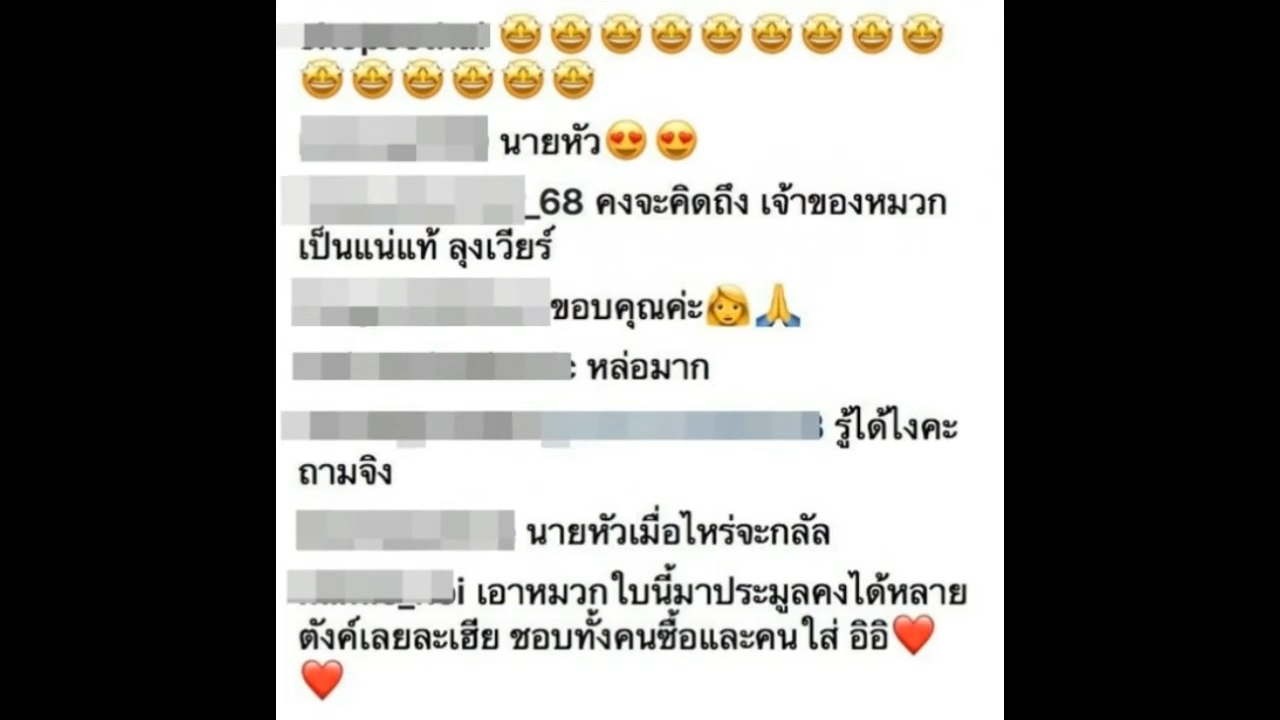 🤩🤩🤩🤩🤩🤩🤩🤩🤩
🤩🤩🤩🤩🤩🤩
นายหัว😍😍
_68 คงจะคิดถึง เจ้าของหมวก
เป็นแน่แท้ ลุงเวียร์
ขอบคุณค่ะ👩🙏
หล่อมาก
รู้ได้ไงคะ
ถามจิง
นายหัวเมื่อไหร่จะกลัล
เอาหมวกใบนี้มาประมูลคงได้หลาย
ตังค์เลยละเฮีย ชอบทั้งคนซื้อและคนใส่ อิอิ❤️
❤️